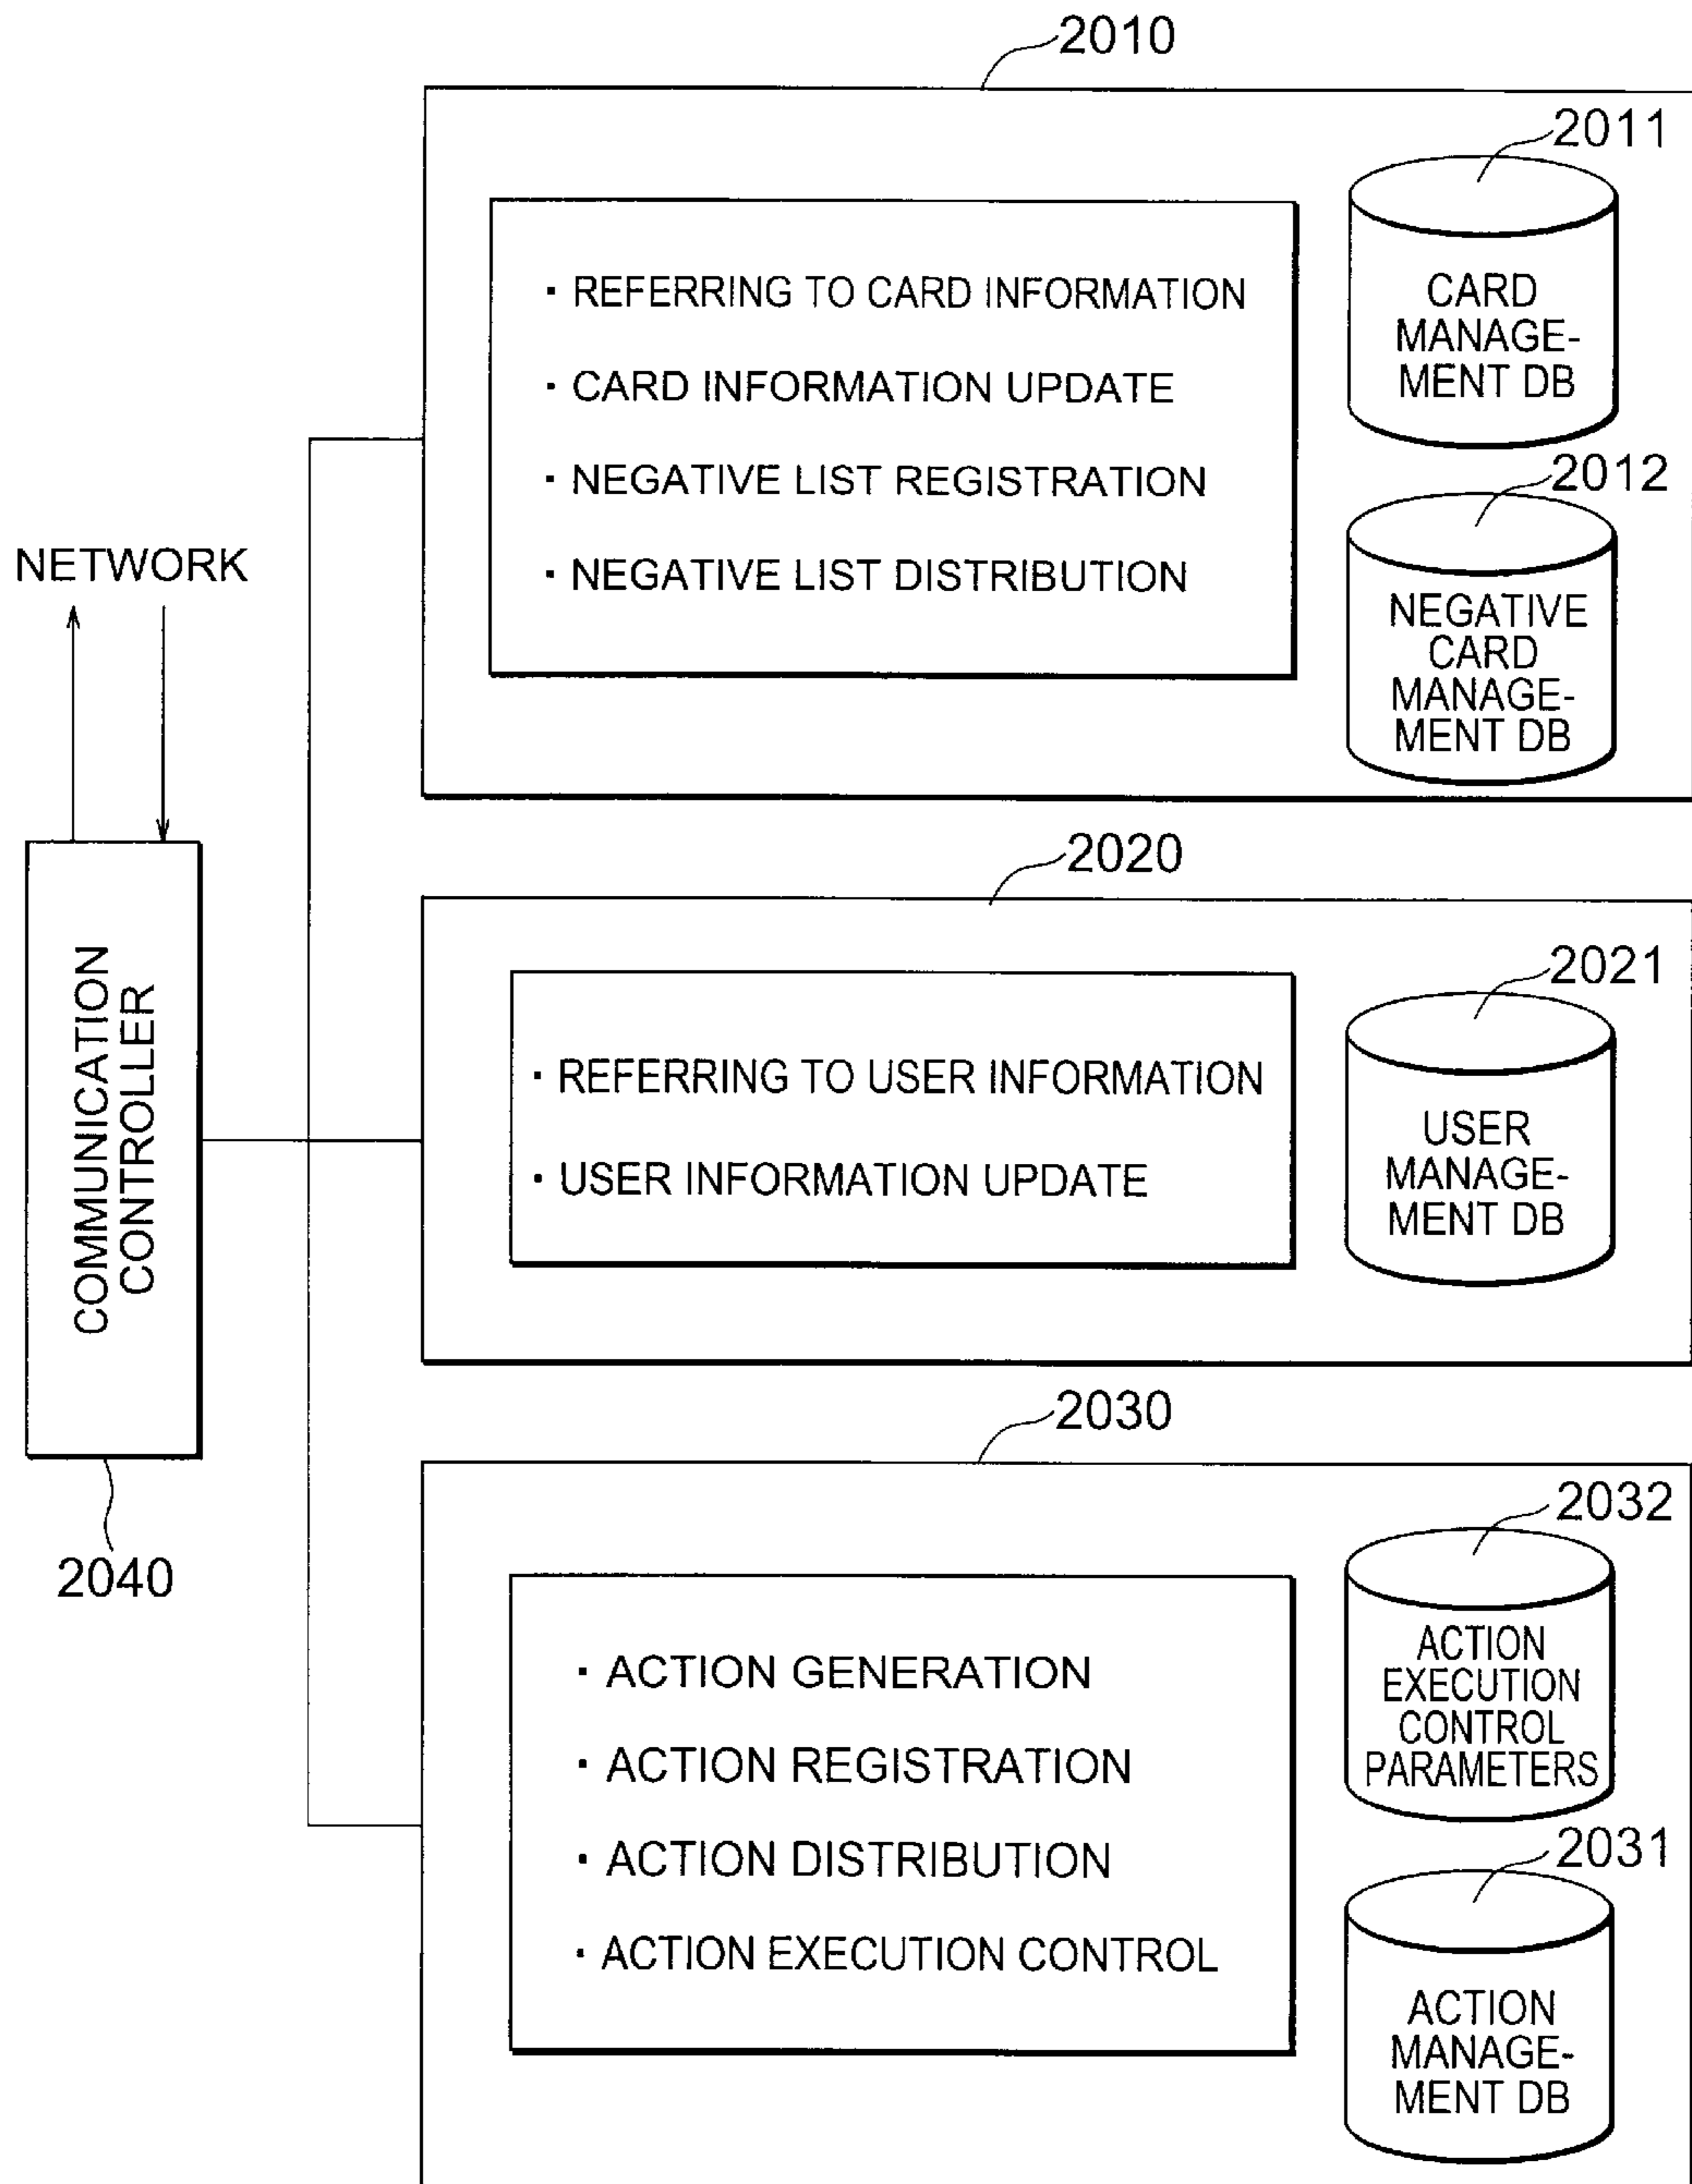 2010
2011
· REFERRING TO CARD INFORMATION
· CARD INFORMATION UPDATE
· NEGATIVE LIST REGISTRATION
· NEGATIVE LIST DISTRIBUTION
CARD
MANAGE-
MENT DB
2012
NEGATIVE
CARD
MANAGE-
MENT DB
NETWORK
COMMUNICATION
CONTROLLER
2040
2020
2021
· REFERRING TO USER INFORMATION
· USER INFORMATION UPDATE
USER
MANAGE-
MENT DB
2030
2032
· ACTION GENERATION
· ACTION REGISTRATION
· ACTION DISTRIBUTION
· ACTION EXECUTION CONTROL
ACTION
EXECUTION
CONTROL
PARAMETERS
2031
ACTION
MANAGE-
MENT DB